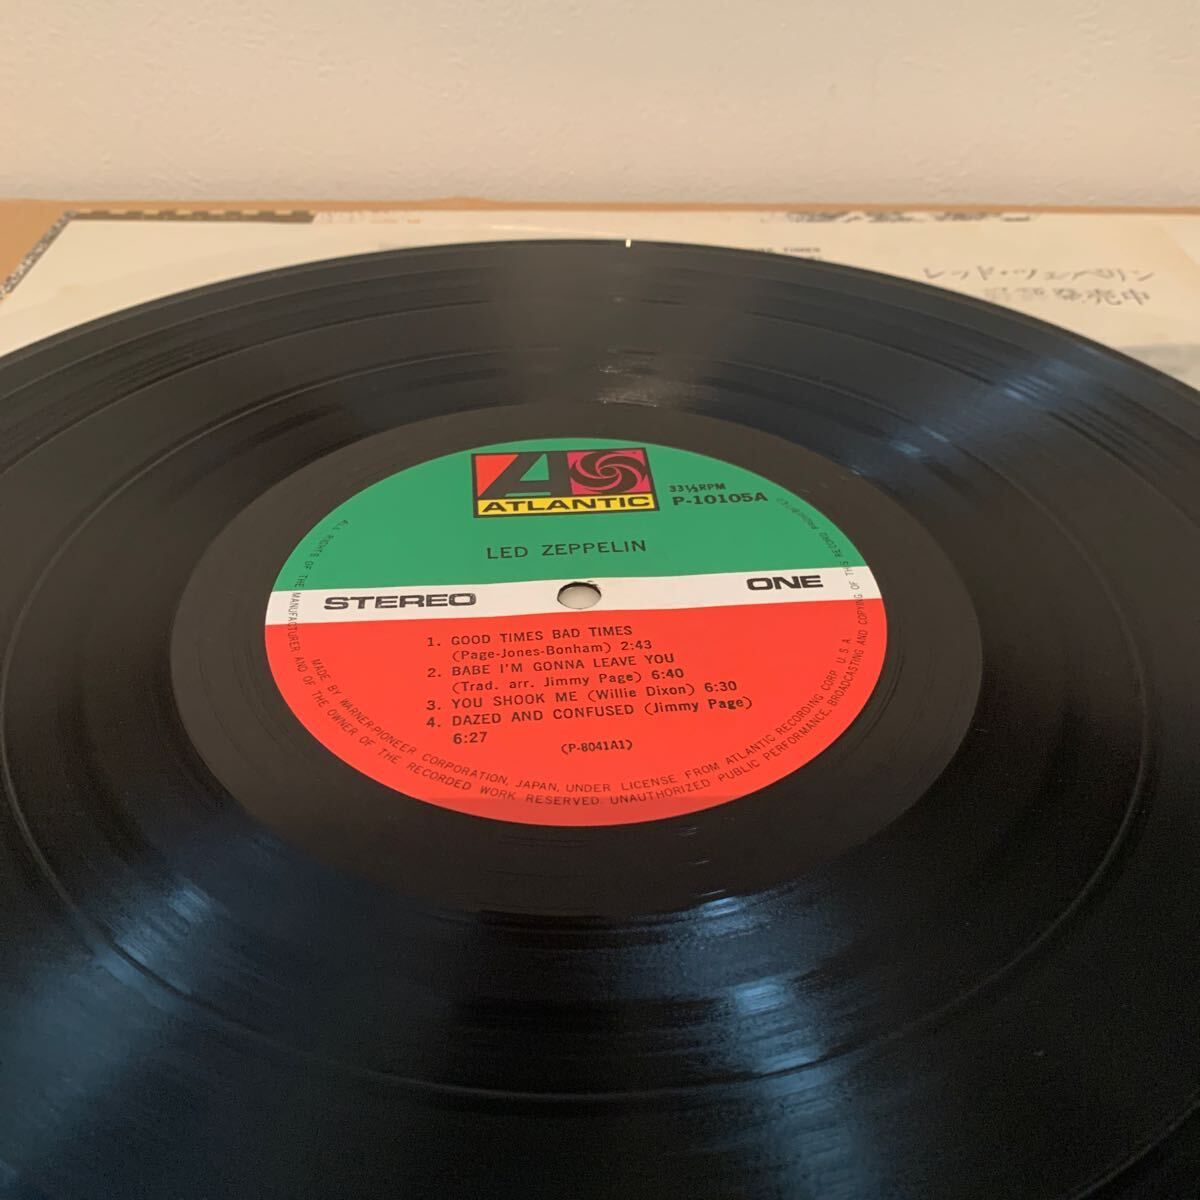 レッド・ツェッペリン
発売中
ATLANTIC
33⅓RPM
P-10105A
LED ZEPPELIN
STEREO
ONE
1. GOOD TIMES BAD TIMES
(Page-Jones-Bonham) 2:43
2. BABE I'M GONNA LEAVE YOU
(Trad. arr. Jimmy Page) 6:40
3. YOU SHOOK ME (Willie Dixon) 6:30
4. DAZED AND CONFUSED (Jimmy Page)
6:27
(P-8041A1)
MADE BY WARNER-PIONEER CORPORATION, JAPAN, UNDER LICENSE FROM ATLANTIC RECORDING CORP. U.S.A.
ALL RIGHTS OF THE MANUFACTURER AND OF THE OWNER OF THE RECORDED WORK RESERVED. UNAUTHORIZED PUBLIC PERFORMANCE, BROADCASTING AND COPYING OF THIS RECORD PROHIBITED